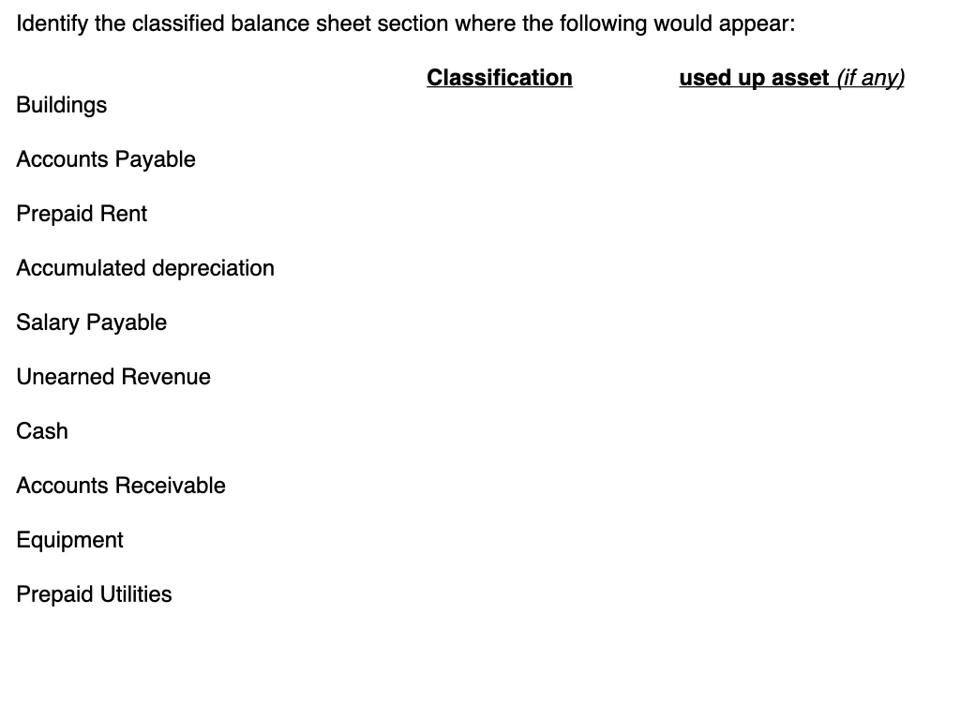 Identify the classified balance sheet section where the following would appear:
Classification used up asset (if any)
Buildings
Accounts Payable
Prepaid Rent
Accumulated depreciation
Salary Payable
Unearned Revenue
Cash
Accounts Receivable
Equipment
Prepaid Utilities